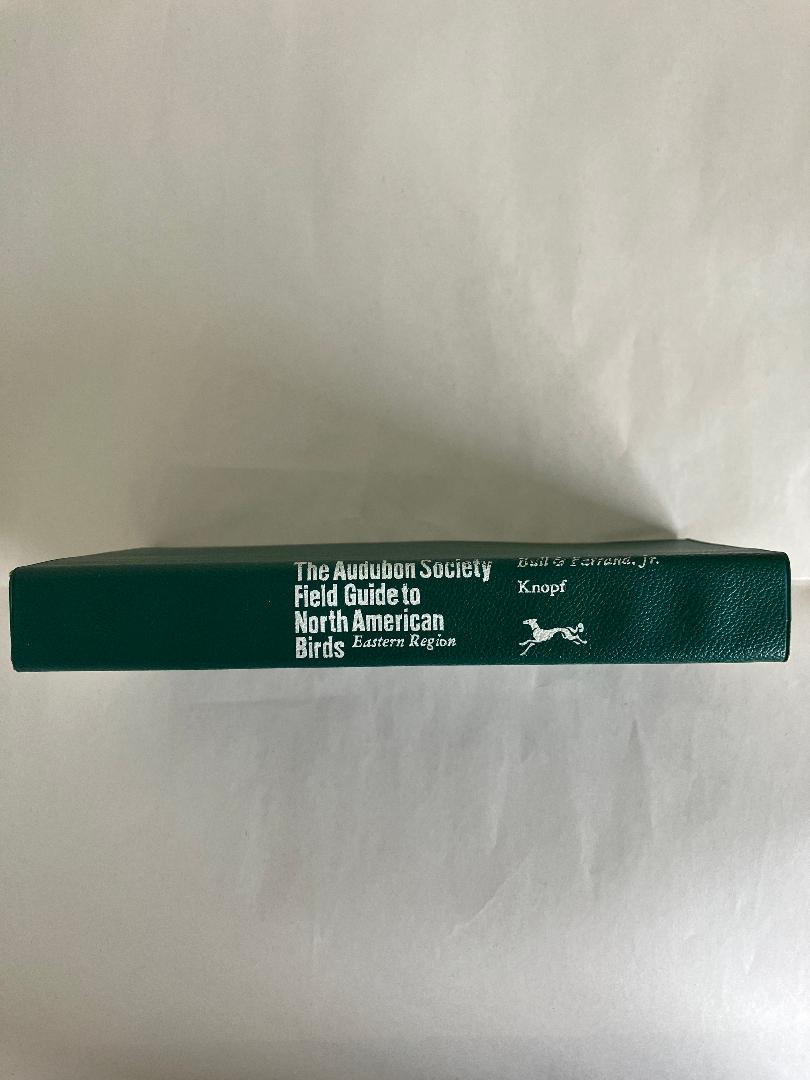 The Audubon Society
Field Guide to
North American
Birds Eastern Region
Bull & Farrand, Jr.
Knopf